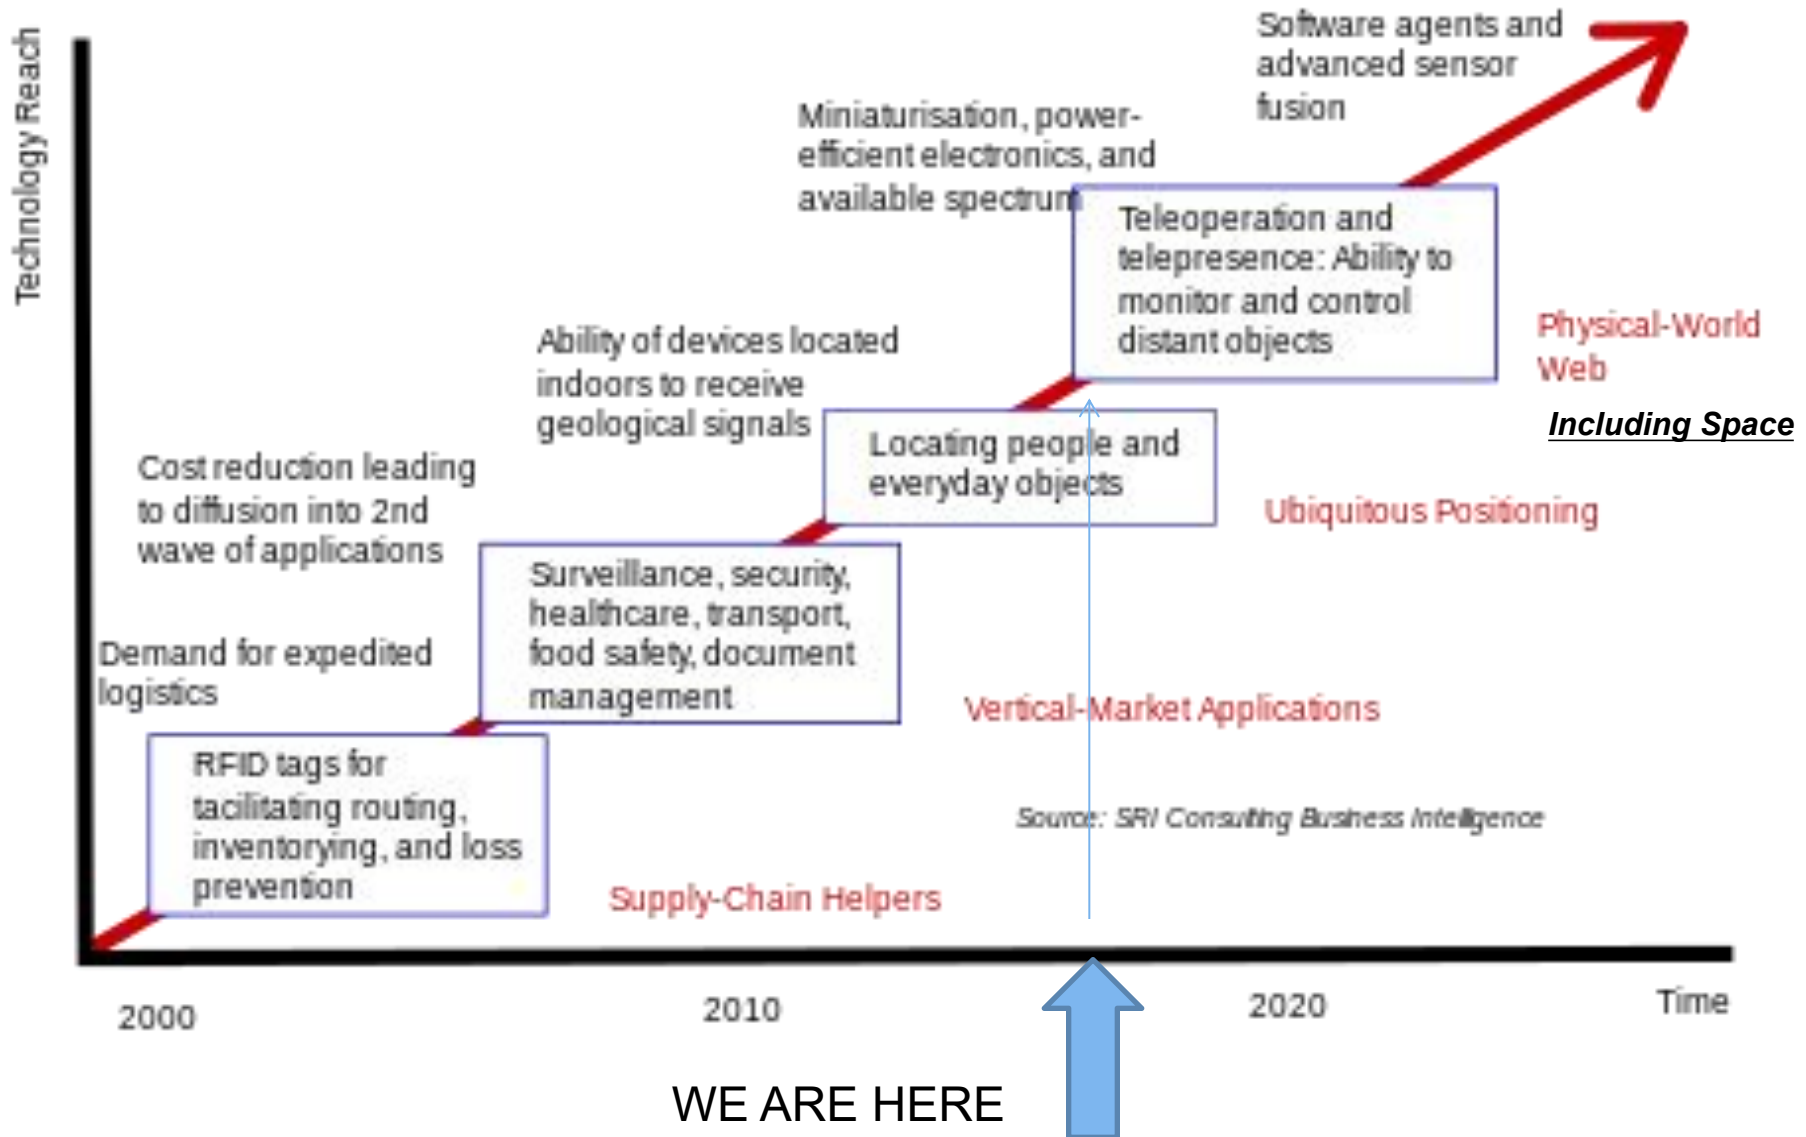 Technology Reach
Software agents and
advanced sensor
fusion
Miniaturisation, power-
efficient electronics, and
available spectrum
Teleoperation and
telepresence: Ability to
monitor and control
distant objects
Physical-World
Web
Including Space
Ability of devices located
indoors to receive
geological signals
Locating people and
everyday objects
Ubiquitous Positioning
Cost reduction leading
to diffusion into 2nd
wave of applications
Surveillance, security,
healthcare, transport,
food safety, document
management
Vertical-Market Applications
Demand for expedited
logistics
RFID tags for
tacilitating routing,
inventorying, and loss
prevention
Supply-Chain Helpers
Source: SRI Consulting Business Intelligence
2000
2010
2020
Time
WE ARE HERE